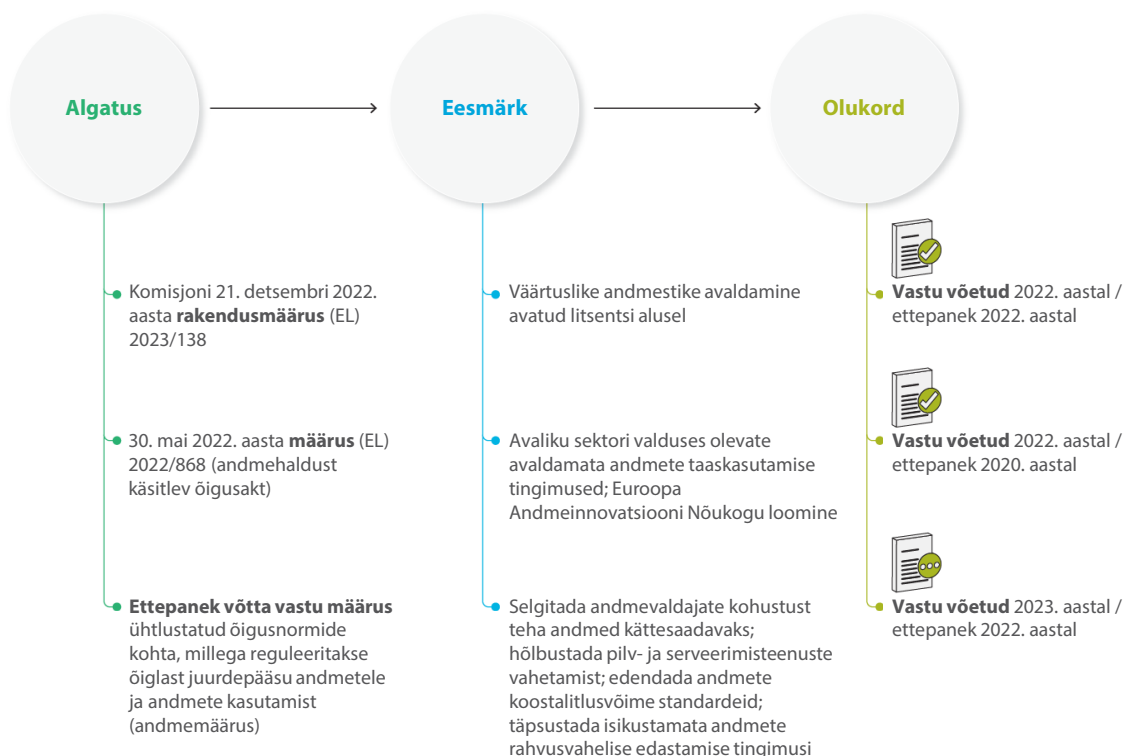 Algatus
Eesmärk
Olukord
Komisjoni 21. detsembri 2022.
aasta rakendusmäärus (EL)
2023/138
Väärtuslike andmestike avaldamine
avatud litsentsi alusel
Vastu võetud 2022. aastal /
ettepanek 2022. aastal
30. mai 2022. aasta määrus (EL)
2022/868 (andmehaldust
käsitlev õigusakt)
Avaliku sektori valduses olevate
avaldamata andmete taaskasutamise
tingimused; Euroopa
Andmeinnovatsiooni Nõukogu loomine
Vastu võetud 2022. aastal /
ettepanek 2020. aastal
Ettepanek võtta vastu määrus
ühtlustatud õigusnormide
kohta, millega reguleeritakse
õiglast juurdepääsu andmetele
ja andmete kasutamist
(andmemäärus)
Selgitada andmevaldajate kohustust
teha andmed kättesaadavaks;
hõlbustada pilv- ja serveerimisteenuste
vahetamist; edendada andmete
koostalitlusvõime standardeid;
täpsustada isikustamata andmete
rahvusvahelise edastamise tingimusi
Vastu võetud 2023. aastal /
ettepanek 2022. aastal